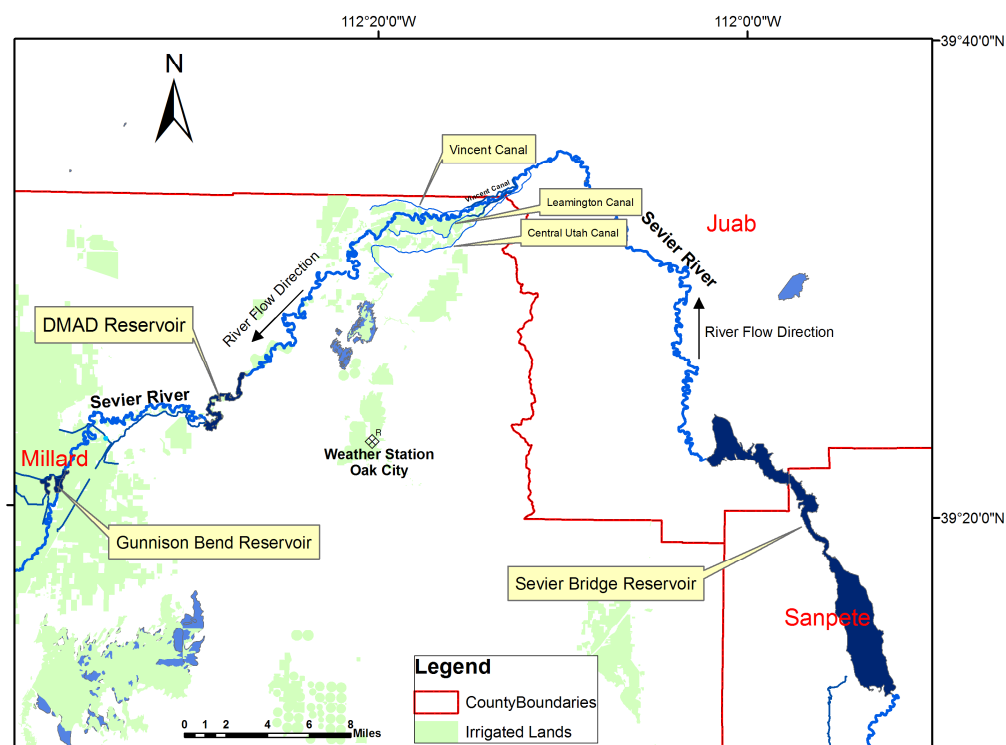 112°20'0"W
112°0'0"W
39°40'0"N
N
Vincent Canal
Vincent Canal
Leamington Canal
Central Utah Canal
Sevier River
Juab
River Flow Direction
River Flow Direction
DMAD Reservoir
Sevier River
R
Weather Station
Oak City
Millard
39°20'0"N
Gunnison Bend Reservoir
Sevier Bridge Reservoir
Sanpete
Legend
CountyBoundaries
Irrigated Lands
0 1 2 4 6 8
Miles